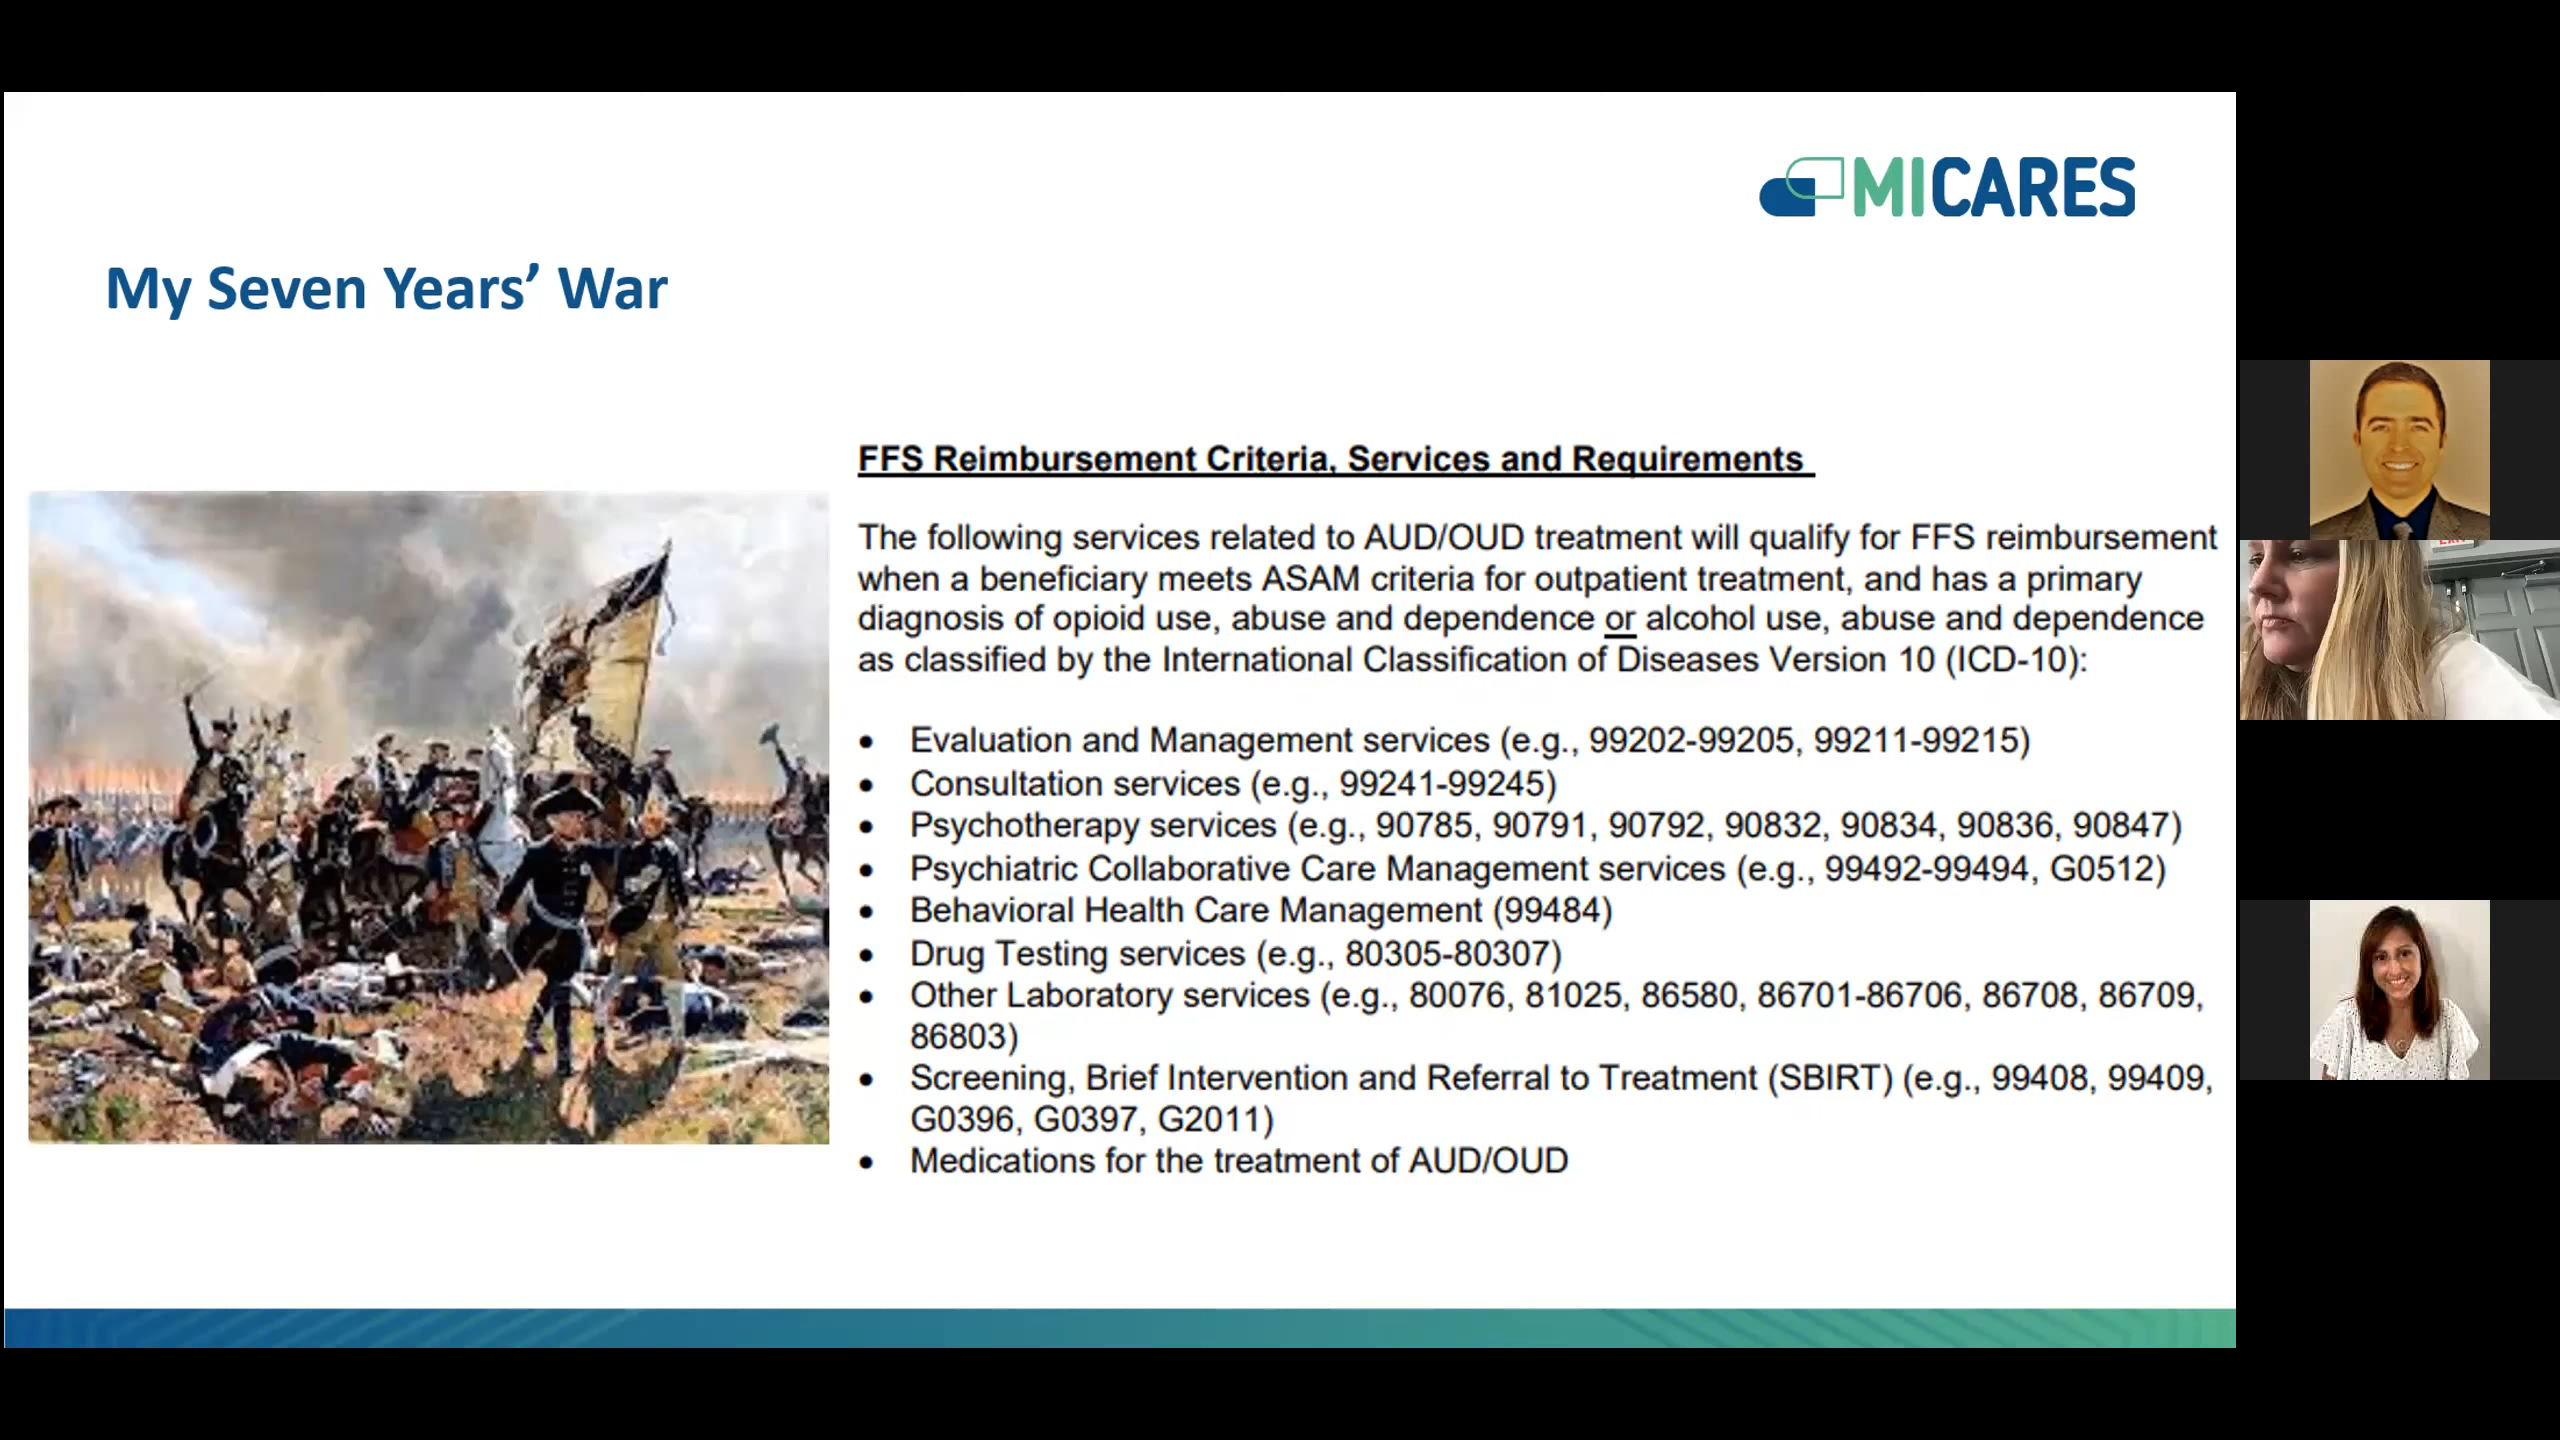 MICARES
My Seven Years’ War
FFS Reimbursement Criteria, Services and Requirements
The following services related to AUD/OUD treatment will qualify for FFS reimbursement
when a beneficiary meets ASAM criteria for outpatient treatment, and has a primary
diagnosis of opioid use, abuse and dependence or alcohol use, abuse and dependence
as classified by the International Classification of Diseases Version 10 (ICD-10):
• Evaluation and Management services (e.g., 99202-99205, 99211-99215)
• Consultation services (e.g., 99241-99245)
• Psychotherapy services (e.g., 90785, 90791, 90792, 90832, 90834, 90836, 90847)
• Psychiatric Collaborative Care Management services (e.g., 99492-99494, G0512)
• Behavioral Health Care Management (99484)
• Drug Testing services (e.g., 80305-80307)
• Other Laboratory services (e.g., 80076, 81025, 86580, 86701-86706, 86708, 86709,
86803)
• Screening, Brief Intervention and Referral to Treatment (SBIRT) (e.g., 99408, 99409,
G0396, G0397, G2011)
• Medications for the treatment of AUD/OUD